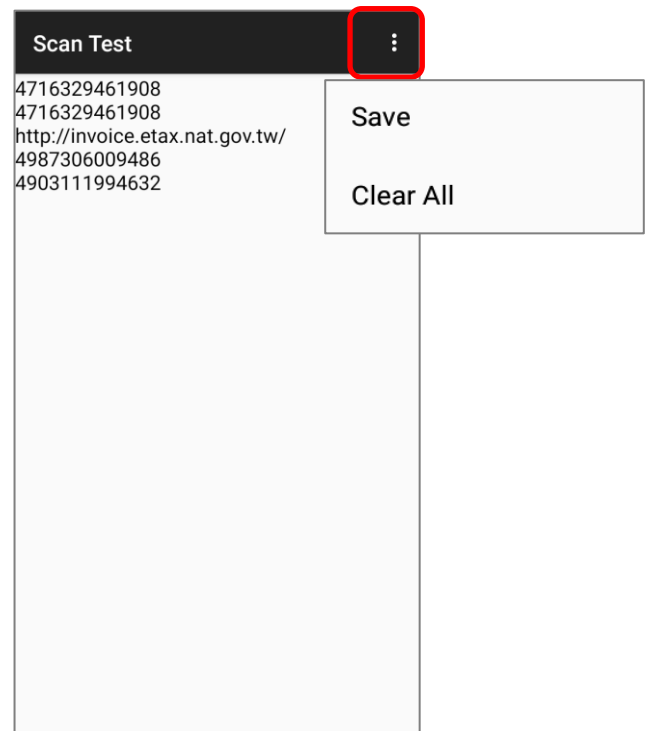 Scan Test
4716329461908
4716329461908
http://invoice.etax.nat.gov.tw/
4987306009486
4903111994632
Save
Clear All